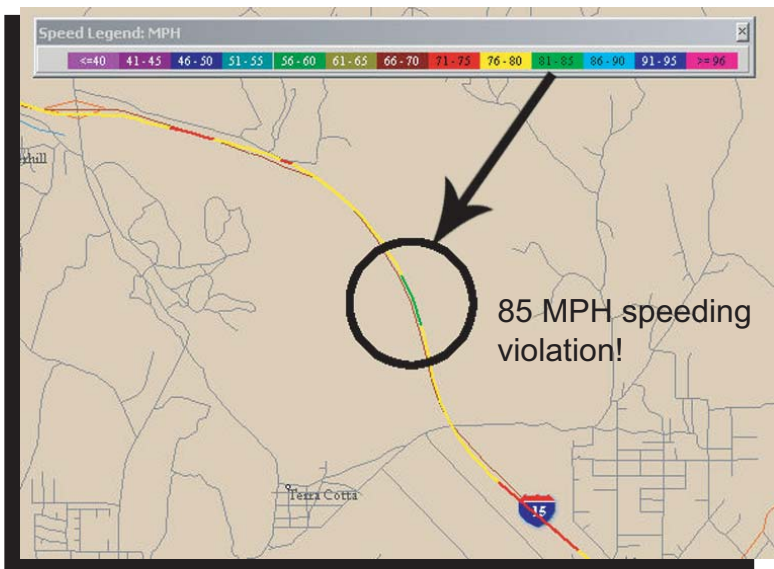 Speed Legend: MPH
<=40 41-45 46-50 51-55 56-60 61-65 66-70 71-75 76-80 81-85 86-90 91-95 >=96
85 MPH speeding
violation!
Terra Cotta
15